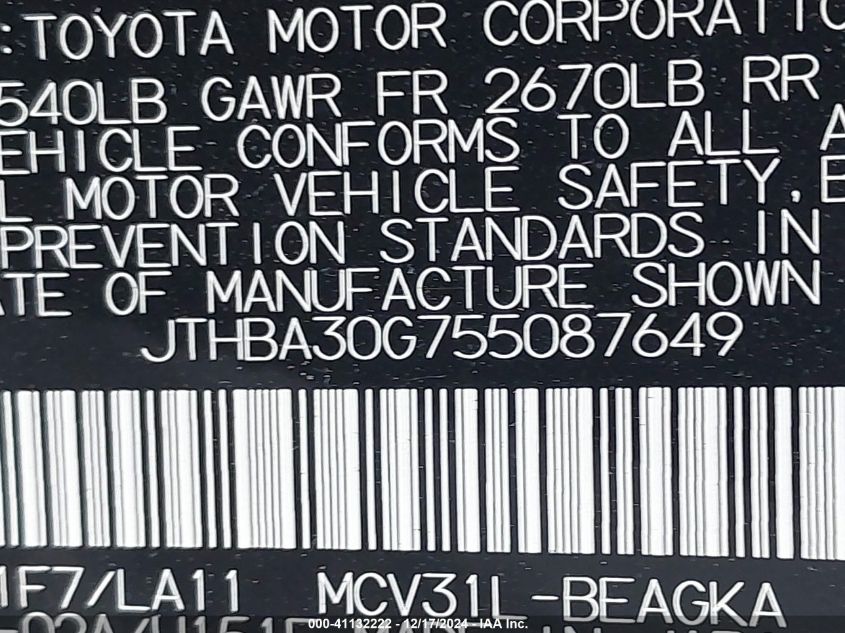 :TOYOTA MOTOR CORPORATIO
540LB GAWR FR 2670LB RR
EHICLE CONFORMS TO ALL A
L MOTOR VEHICLE SAFETY, B
PREVENTION STANDARDS IN
TE OF MANUFACTURE SHOWN
JTHBA30G755087649
1F7/LA11 MCV31L-BEAGKA
000-41132222 - 12/17/2024 - IAA Inc.